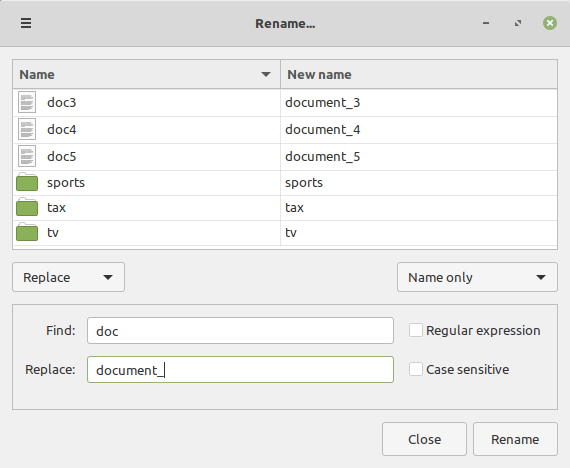 Rename...
Name New name
doc3 document_3
doc4 document_4
doc5 document_5
sports sports
tax tax
tv tv
Replace Name only
Find: doc Regular expression
Replace: document_ Case sensitive
Close Rename